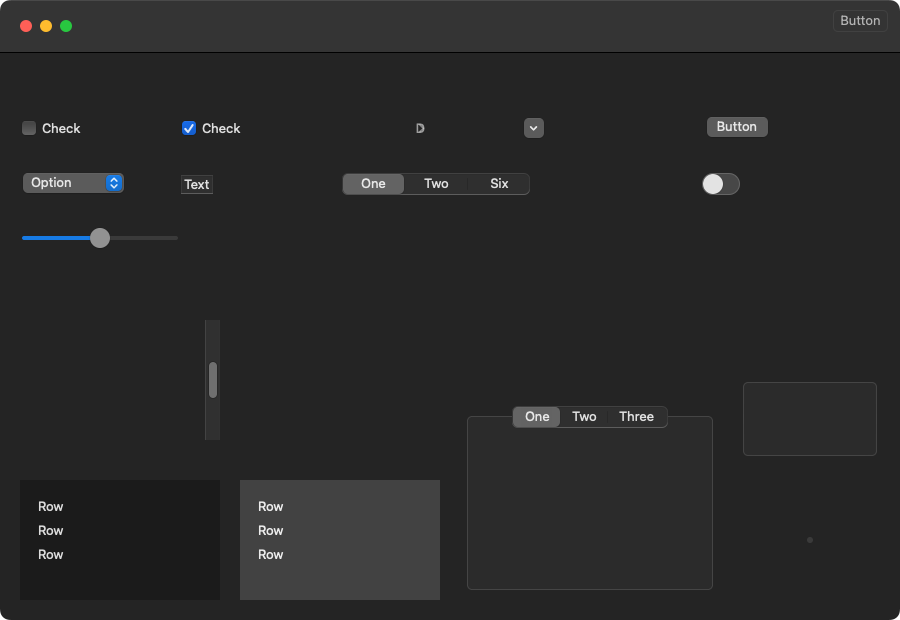 Button
Check
Check
D
Button
Option
Text
One
Two
Six
One
Two
Three
Row
Row
Row
Row
Row
Row